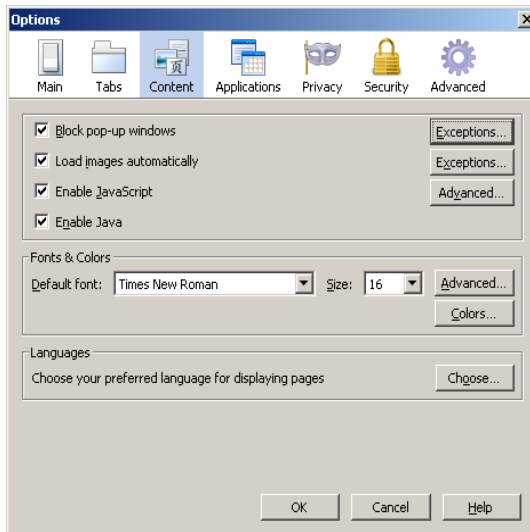 Options
Main Tabs Content Applications Privacy Security Advanced
Block pop-up windows Exceptions...
Load images automatically Exceptions...
Enable JavaScript Advanced...
Enable Java
Fonts & Colors
Default font: Times New Roman Size: 16 Advanced...
Colors...
Languages
Choose your preferred language for displaying pages Choose...
OK Cancel Help